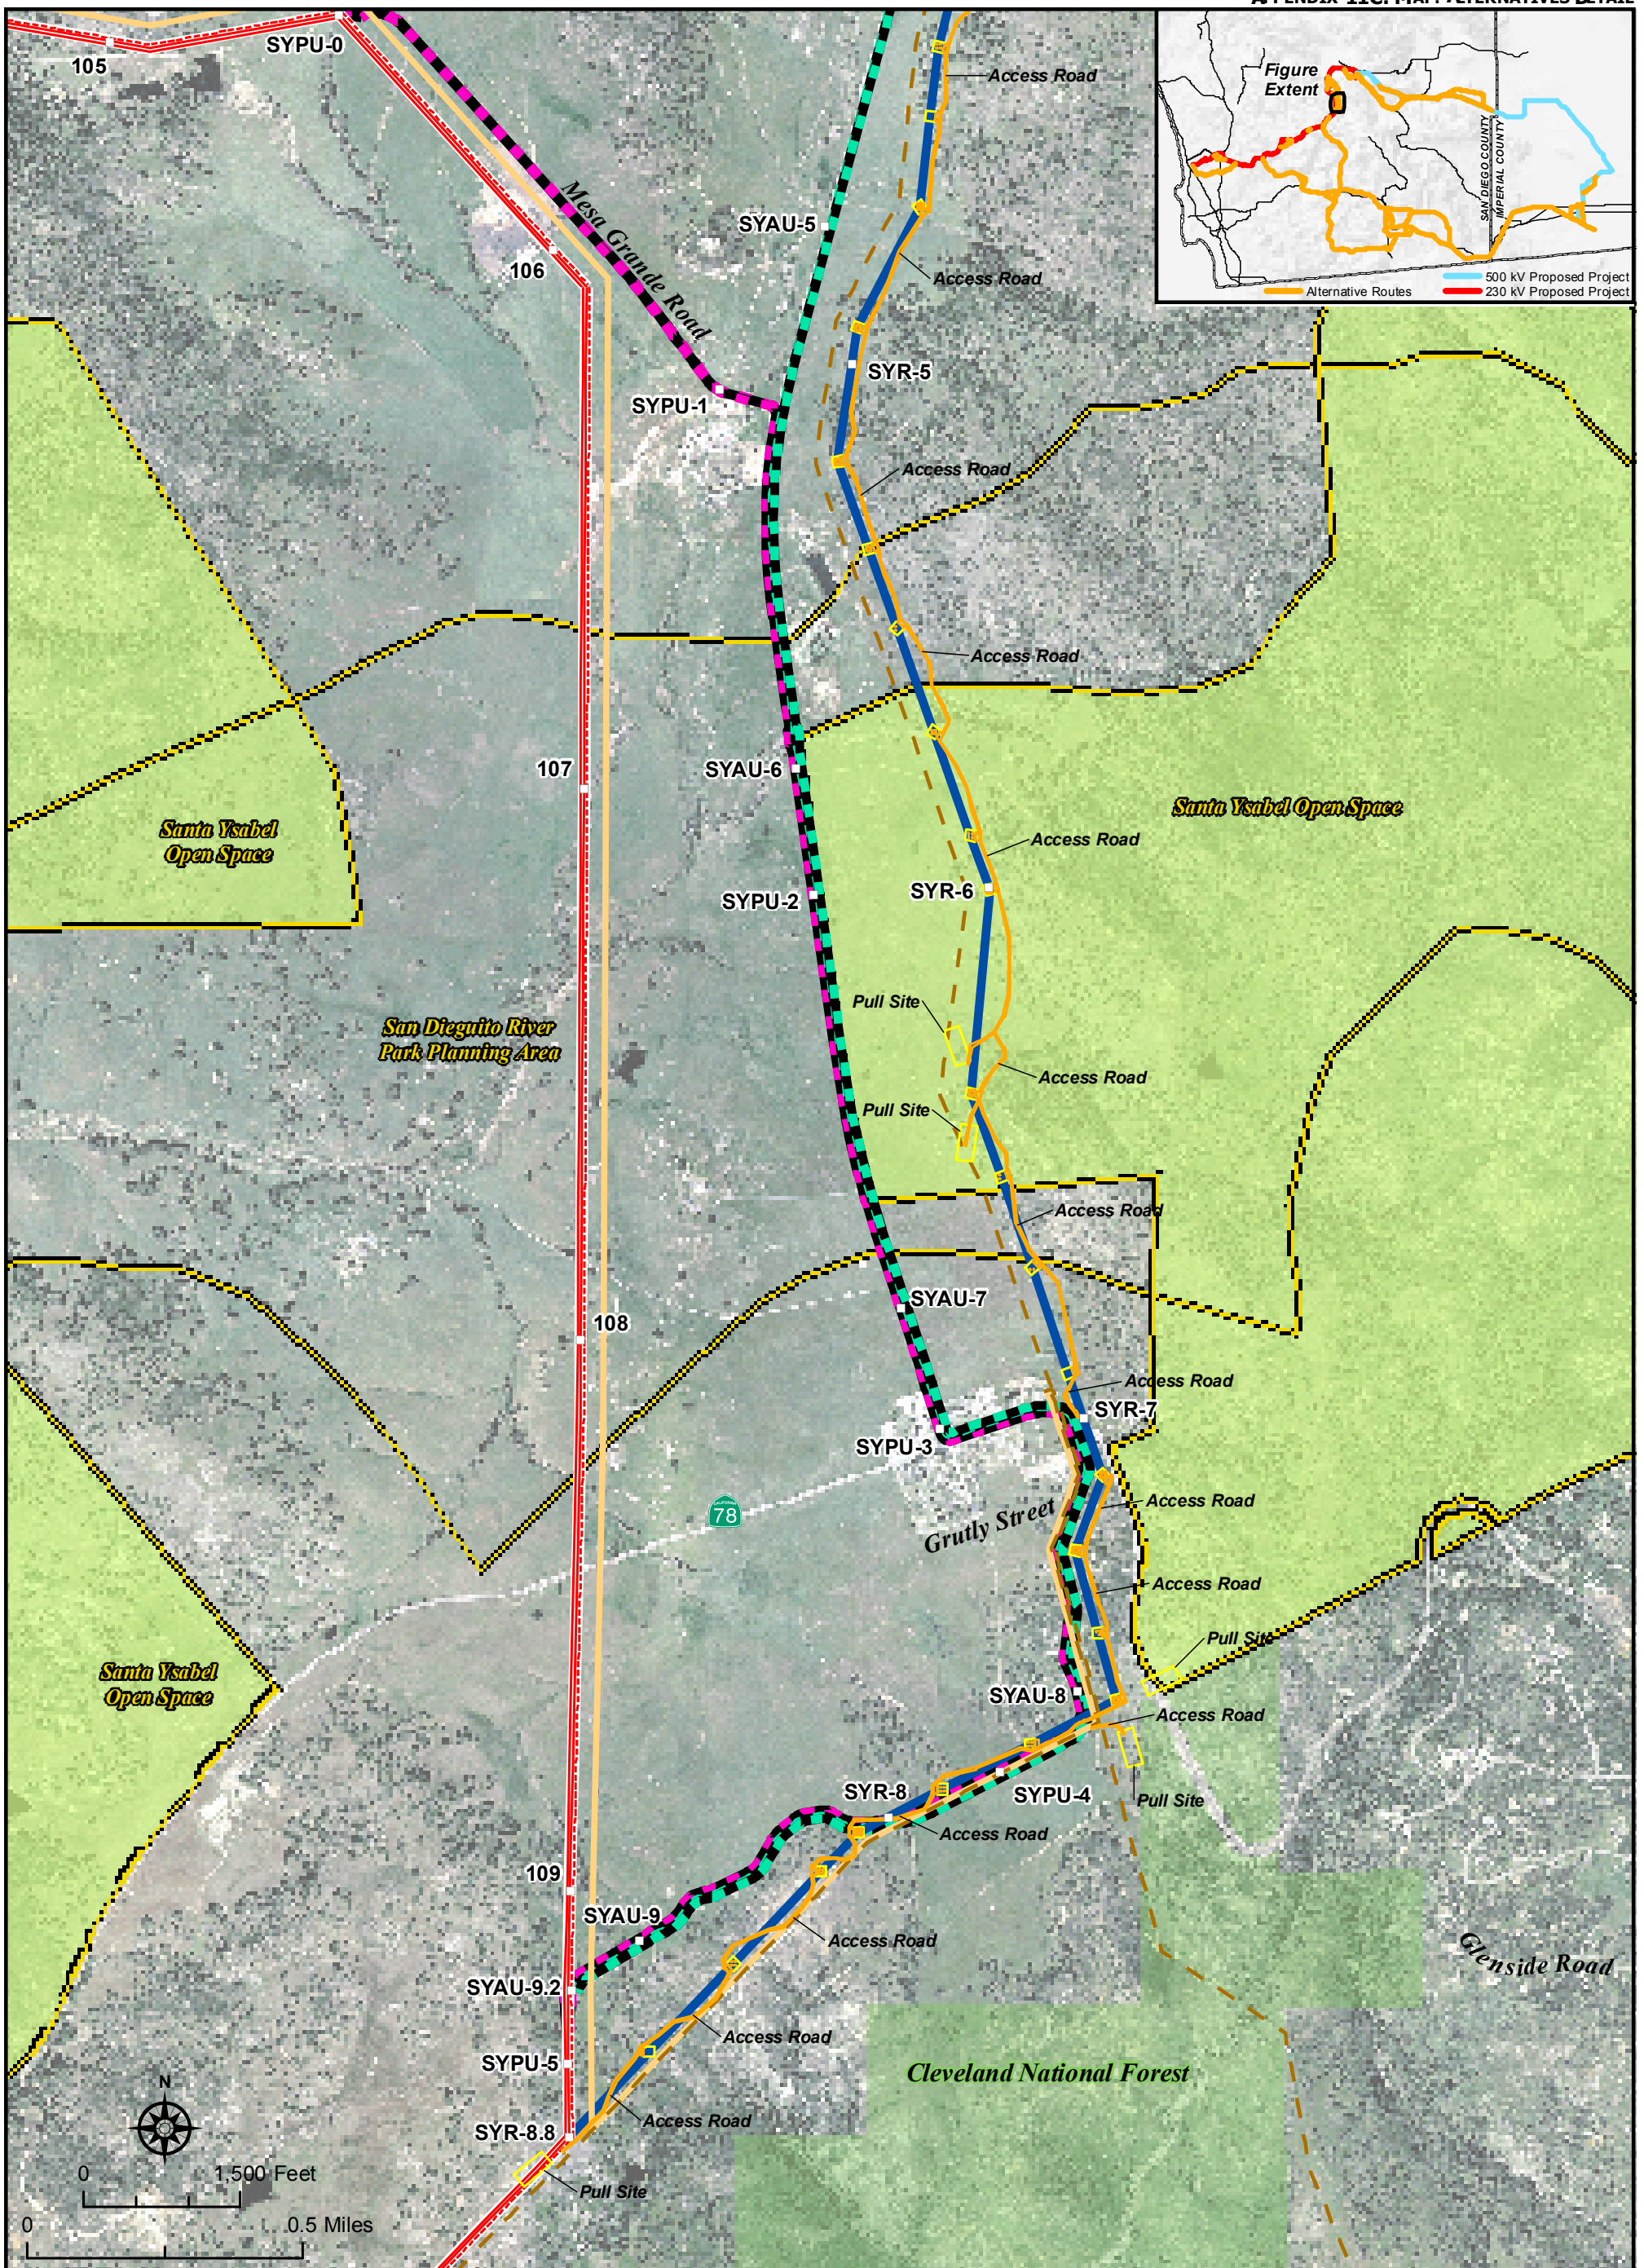 APPENDIX 11C. MAP: ALTERNATIVES DETAIL
105
SYPU-0
Access Road
Figure
Extent
SAN DIEGO COUNTY
IMPERIAL COUNTY
500 kV Proposed Project
Alternative Routes
230 kV Proposed Project
Mesa Grande Road
SYAU-5
106
Access Road
SYR-5
SYPU-1
Access Road
Access Road
107
SYAU-6
Santa Ysabel Open Space
Santa Ysabel
Open Space
Access Road
SYPU-2
SYR-6
Pull Site
San Dieguito River
Park Planning Area
Access Road
Pull Site
Access Road
SYAU-7
108
Access Road
SYR-7
SYPU-3
78
Grutly Street
Access Road
Access Road
Pull Site
Santa Ysabel
Open Space
SYAU-8
Access Road
SYR-8
SYPU-4
Pull Site
Access Road
109
SYAU-9
Access Road
Glenside Road
SYAU-9.2
Access Road
SYPU-5
Cleveland National Forest
N
Access Road
SYR-8.8
0 1,500 Feet
Pull Site
0 0.5 Miles